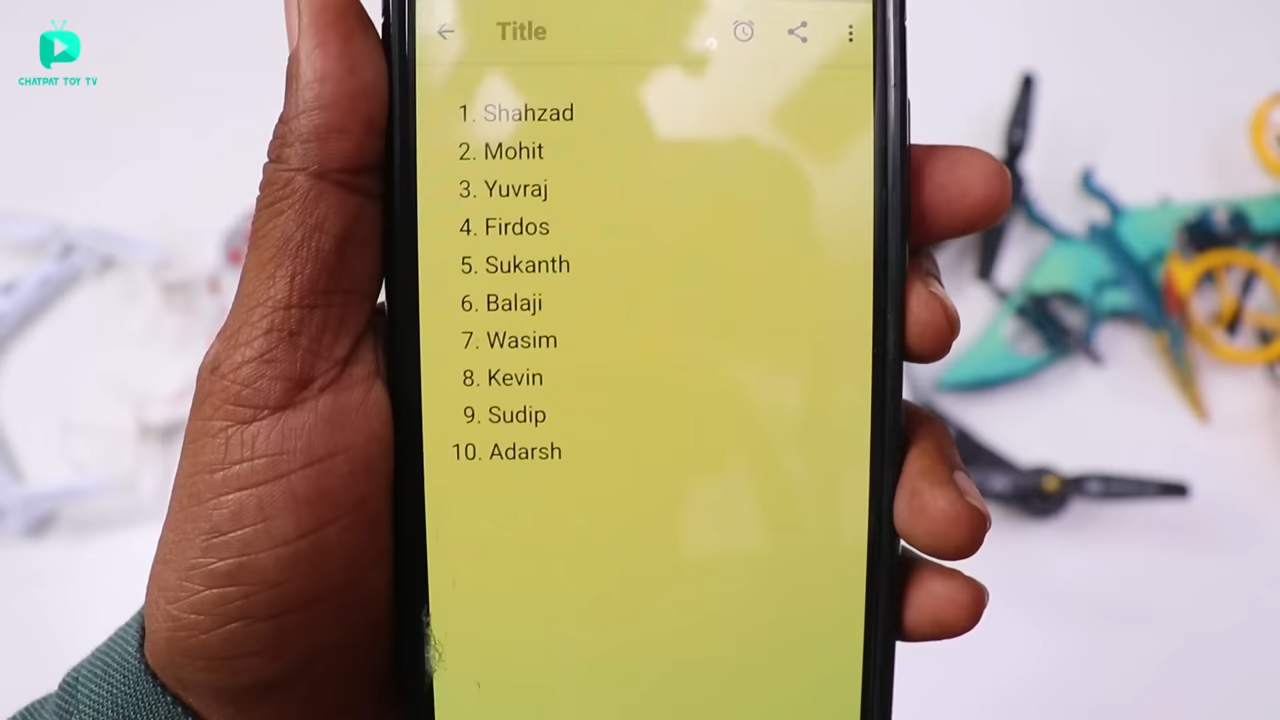 CHATPAT TOY TV
Title
1. Shahzad
2. Mohit
3. Yuvraj
4. Firdos
5. Sukanth
6. Balaji
7. Wasim
8. Kevin
9. Sudip
10. Adarsh